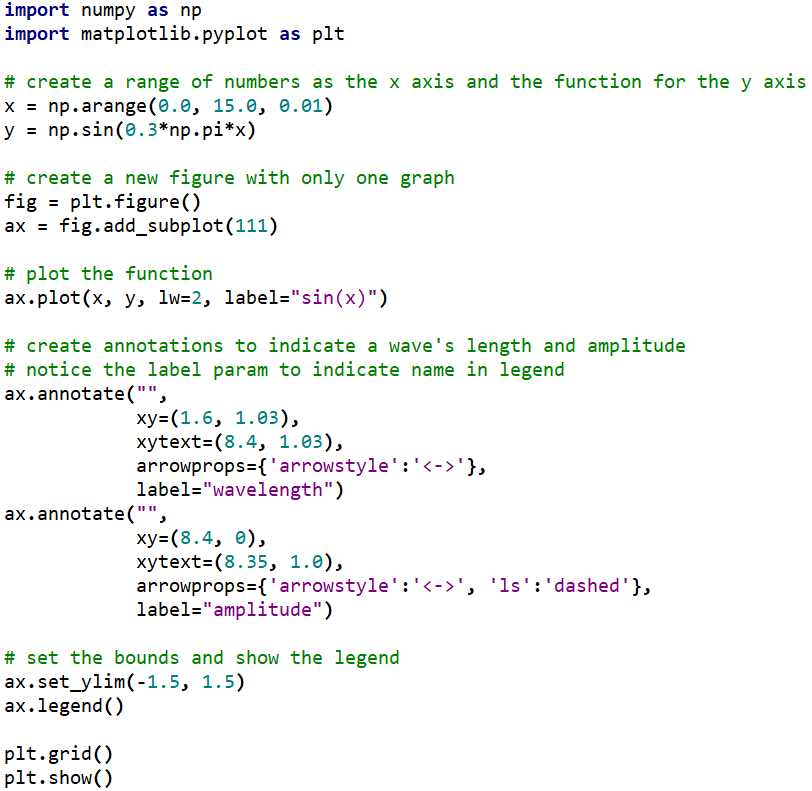 import numpy as np
import matplotlib.pyplot as plt

# create a range of numbers as the x axis and the function for the y axis
x = np.arange(0.0, 15.0, 0.01)
y = np.sin(0.3*np.pi*x)

# create a new figure with only one graph
fig = plt.figure()
ax = fig.add_subplot(111)

# plot the function
ax.plot(x, y, lw=2, label="sin(x)")

# create annotations to indicate a wave's length and amplitude
# notice the label param to indicate name in legend
ax.annotate("",
            xy=(1.6, 1.03),
            xytext=(8.4, 1.03),
            arrowprops={'arrowstyle':'<->'},
            label="wavelength")
ax.annotate("",
            xy=(8.4, 0),
            xytext=(8.35, 1.0),
            arrowprops={'arrowstyle':'<->', 'ls':'dashed'},
            label="amplitude")

# set the bounds and show the legend
ax.set_ylim(-1.5, 1.5)
ax.legend()

plt.grid()
plt.show()